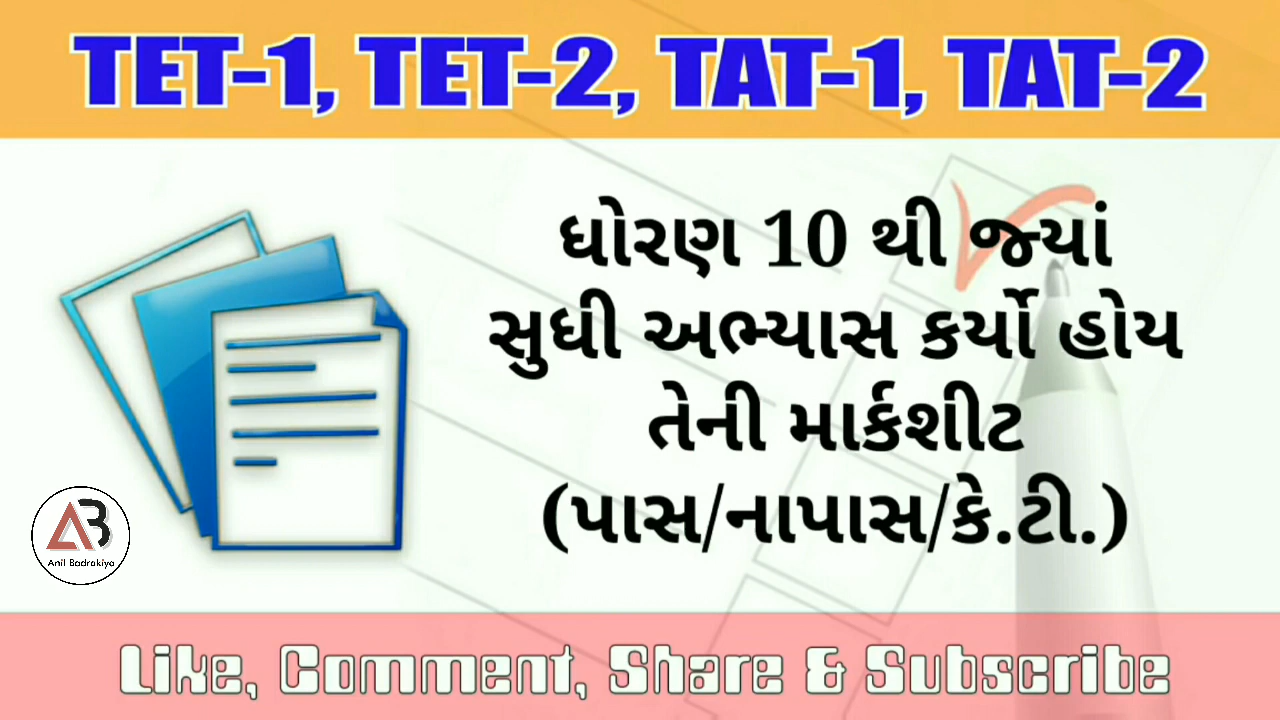 TET-1, TET-2, TAT-1, TAT-2
ધોરણ 10 થી જ્યાં
સુધી અભ્યાસ કર્યો હોય
તેની માર્કશીટ
(પાસ/નાપાસ/કે.ટી.)
AB
Anil Badrakiya
Like, Comment, Share & Subscribe